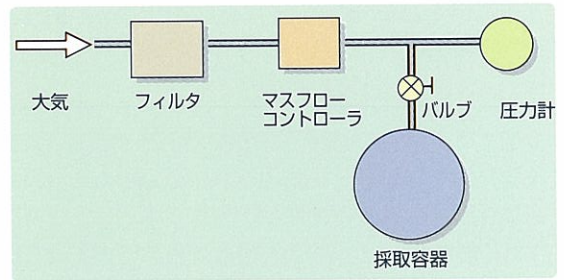 大気
フィルタ
マスフロー
コントローラ
バルブ
圧力計
採取容器